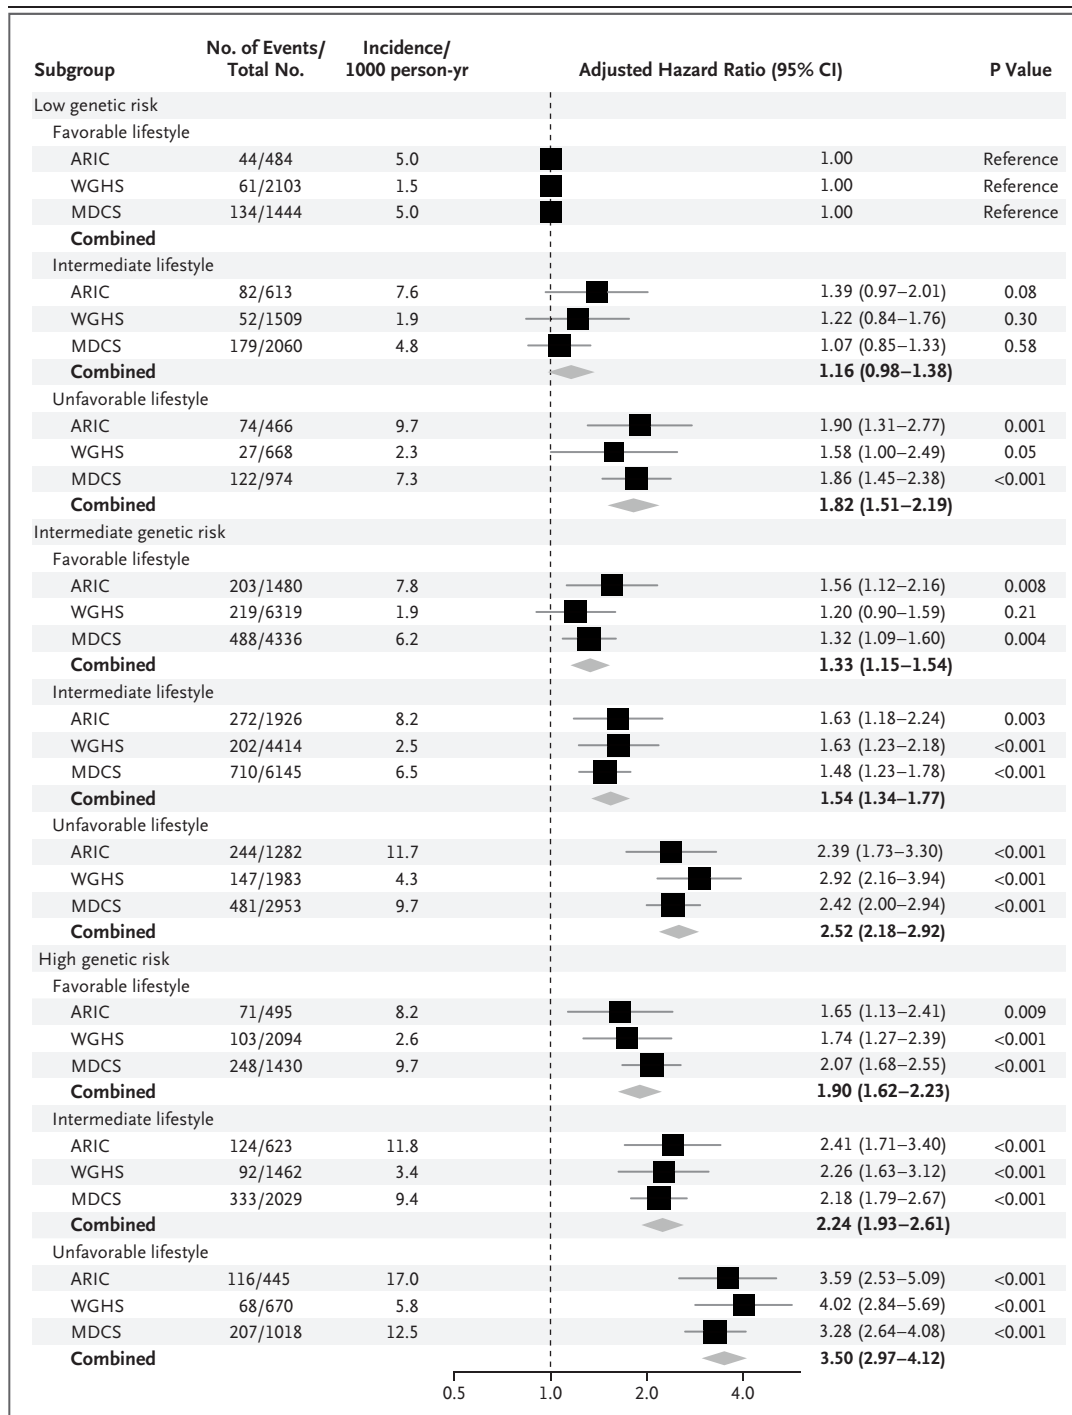 No. of Events/ Incidence/
Subgroup Total No. 1000 person-yr Adjusted Hazard Ratio (95% CI) P Value
Low genetic risk
Favorable lifestyle
ARIC 44/484 5.0 1.00 Reference
WGHS 61/2103 1.5 1.00 Reference
MDCS 134/1444 5.0 1.00 Reference
Combined
Intermediate lifestyle
ARIC 82/613 7.6 1.39 (0.97–2.01) 0.08
WGHS 52/1509 1.9 1.22 (0.84–1.76) 0.30
MDCS 179/2060 4.8 1.07 (0.85–1.33) 0.58
Combined 1.16 (0.98–1.38)
Unfavorable lifestyle
ARIC 74/466 9.7 1.90 (1.31–2.77) 0.001
WGHS 27/668 2.3 1.58 (1.00–2.49) 0.05
MDCS 122/974 7.3 1.86 (1.45–2.38) <0.001
Combined 1.82 (1.51–2.19)
Intermediate genetic risk
Favorable lifestyle
ARIC 203/1480 7.8 1.56 (1.12–2.16) 0.008
WGHS 219/6319 1.9 1.20 (0.90–1.59) 0.21
MDCS 488/4336 6.2 1.32 (1.09–1.60) 0.004
Combined 1.33 (1.15–1.54)
Intermediate lifestyle
ARIC 272/1926 8.2 1.63 (1.18–2.24) 0.003
WGHS 202/4414 2.5 1.63 (1.23–2.18) <0.001
MDCS 710/6145 6.5 1.48 (1.23–1.78) <0.001
Combined 1.54 (1.34–1.77)
Unfavorable lifestyle
ARIC 244/1282 11.7 2.39 (1.73–3.30) <0.001
WGHS 147/1983 4.3 2.92 (2.16–3.94) <0.001
MDCS 481/2953 9.7 2.42 (2.00–2.94) <0.001
Combined 2.52 (2.18–2.92)
High genetic risk
Favorable lifestyle
ARIC 71/495 8.2 1.65 (1.13–2.41) 0.009
WGHS 103/2094 2.6 1.74 (1.27–2.39) <0.001
MDCS 248/1430 9.7 2.07 (1.68–2.55) <0.001
Combined 1.90 (1.62–2.23)
Intermediate lifestyle
ARIC 124/623 11.8 2.41 (1.71–3.40) <0.001
WGHS 92/1462 3.4 2.26 (1.63–3.12) <0.001
MDCS 333/2029 9.4 2.18 (1.79–2.67) <0.001
Combined 2.24 (1.93–2.61)
Unfavorable lifestyle
ARIC 116/445 17.0 3.59 (2.53–5.09) <0.001
WGHS 68/670 5.8 4.02 (2.84–5.69) <0.001
MDCS 207/1018 12.5 3.28 (2.64–4.08) <0.001
Combined 3.50 (2.97–4.12)
0.5 1.0 2.0 4.0